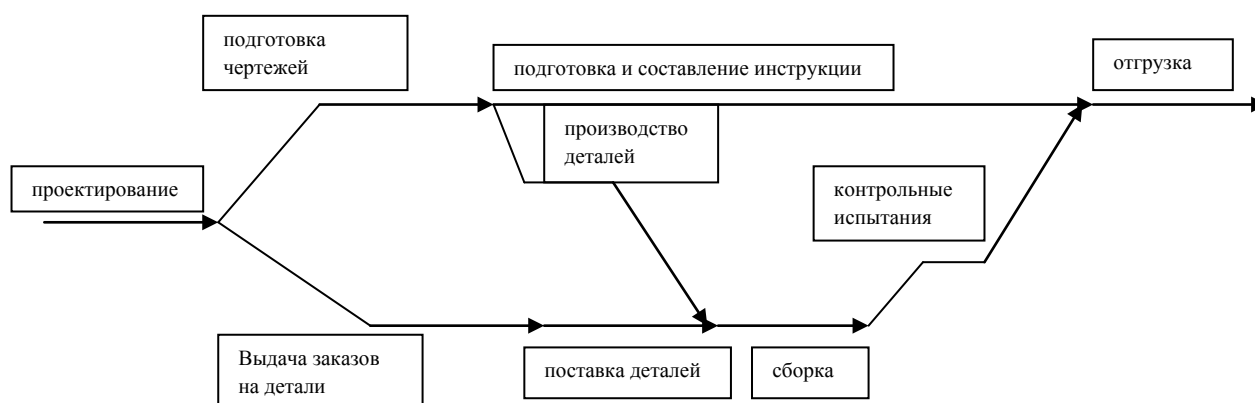 подготовка
чертежей
подготовка и составление инструкции
отгрузка
производство
деталей
проектирование
контрольные
испытания
Выдача заказов
на детали
поставка деталей
сборка